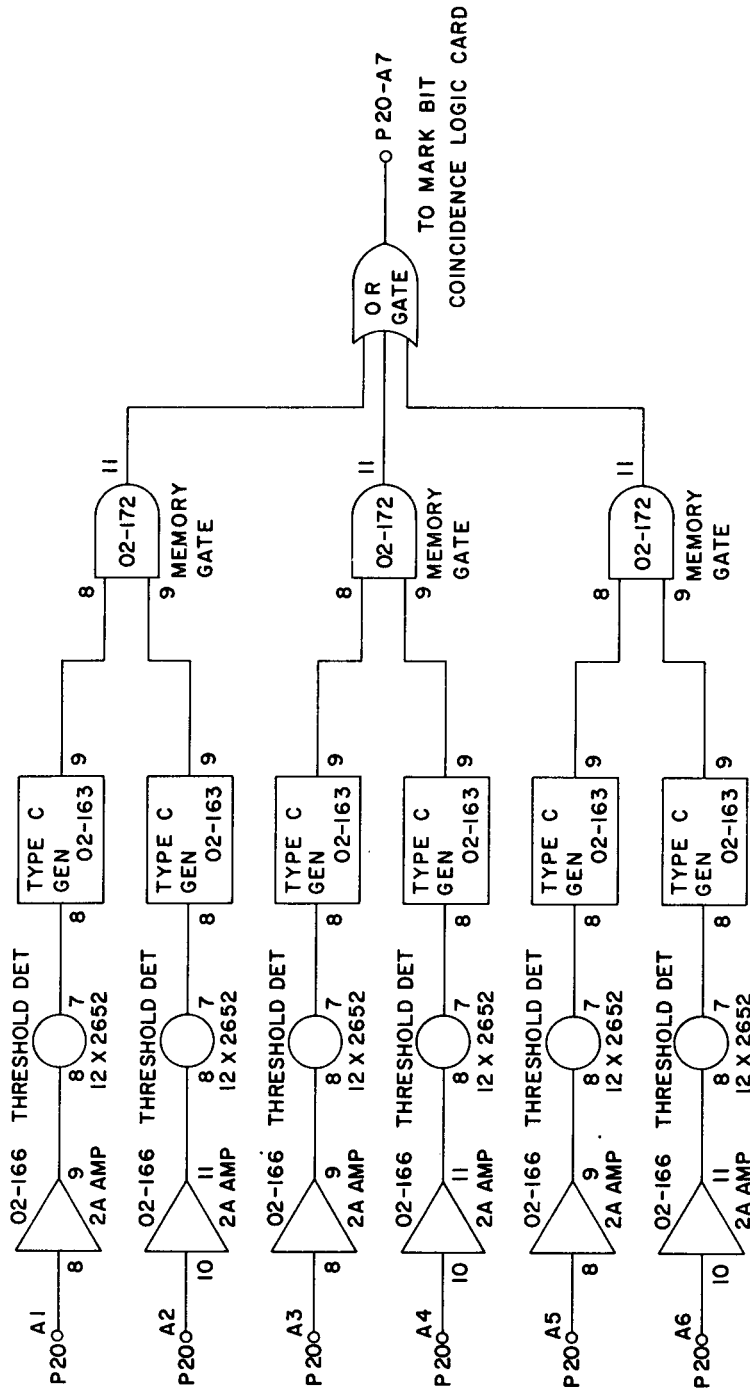 P20 A1
8
02-166
9
2A AMP
THRESHOLD DET
8 7
12 X 2652
8
TYPE C
GEN
02-163
9
P20 A2
10
02-166
11
2A AMP
THRESHOLD DET
8 7
12 X 2652
8
TYPE C
GEN
02-163
9
8
9
02-172
11
MEMORY
GATE
P20 A3
8
02-166
9
2A AMP
THRESHOLD DET
8 7
12 X 2652
8
TYPE C
GEN
02-163
9
P20 A4
10
02-166
11
2A AMP
THRESHOLD DET
8 7
12 X 2652
8
TYPE C
GEN
02-163
9
8
9
02-172
11
MEMORY
GATE
P20 A5
8
02-166
9
2A AMP
THRESHOLD DET
8 7
12 X 2652
8
TYPE C
GEN
02-163
9
P20 A6
10
02-166
11
2A AMP
THRESHOLD DET
8 7
12 X 2652
8
TYPE C
GEN
02-163
9
8
9
02-172
11
MEMORY
GATE
OR
GATE
P20-A7
TO MARK BIT
COINCIDENCE LOGIC CARD